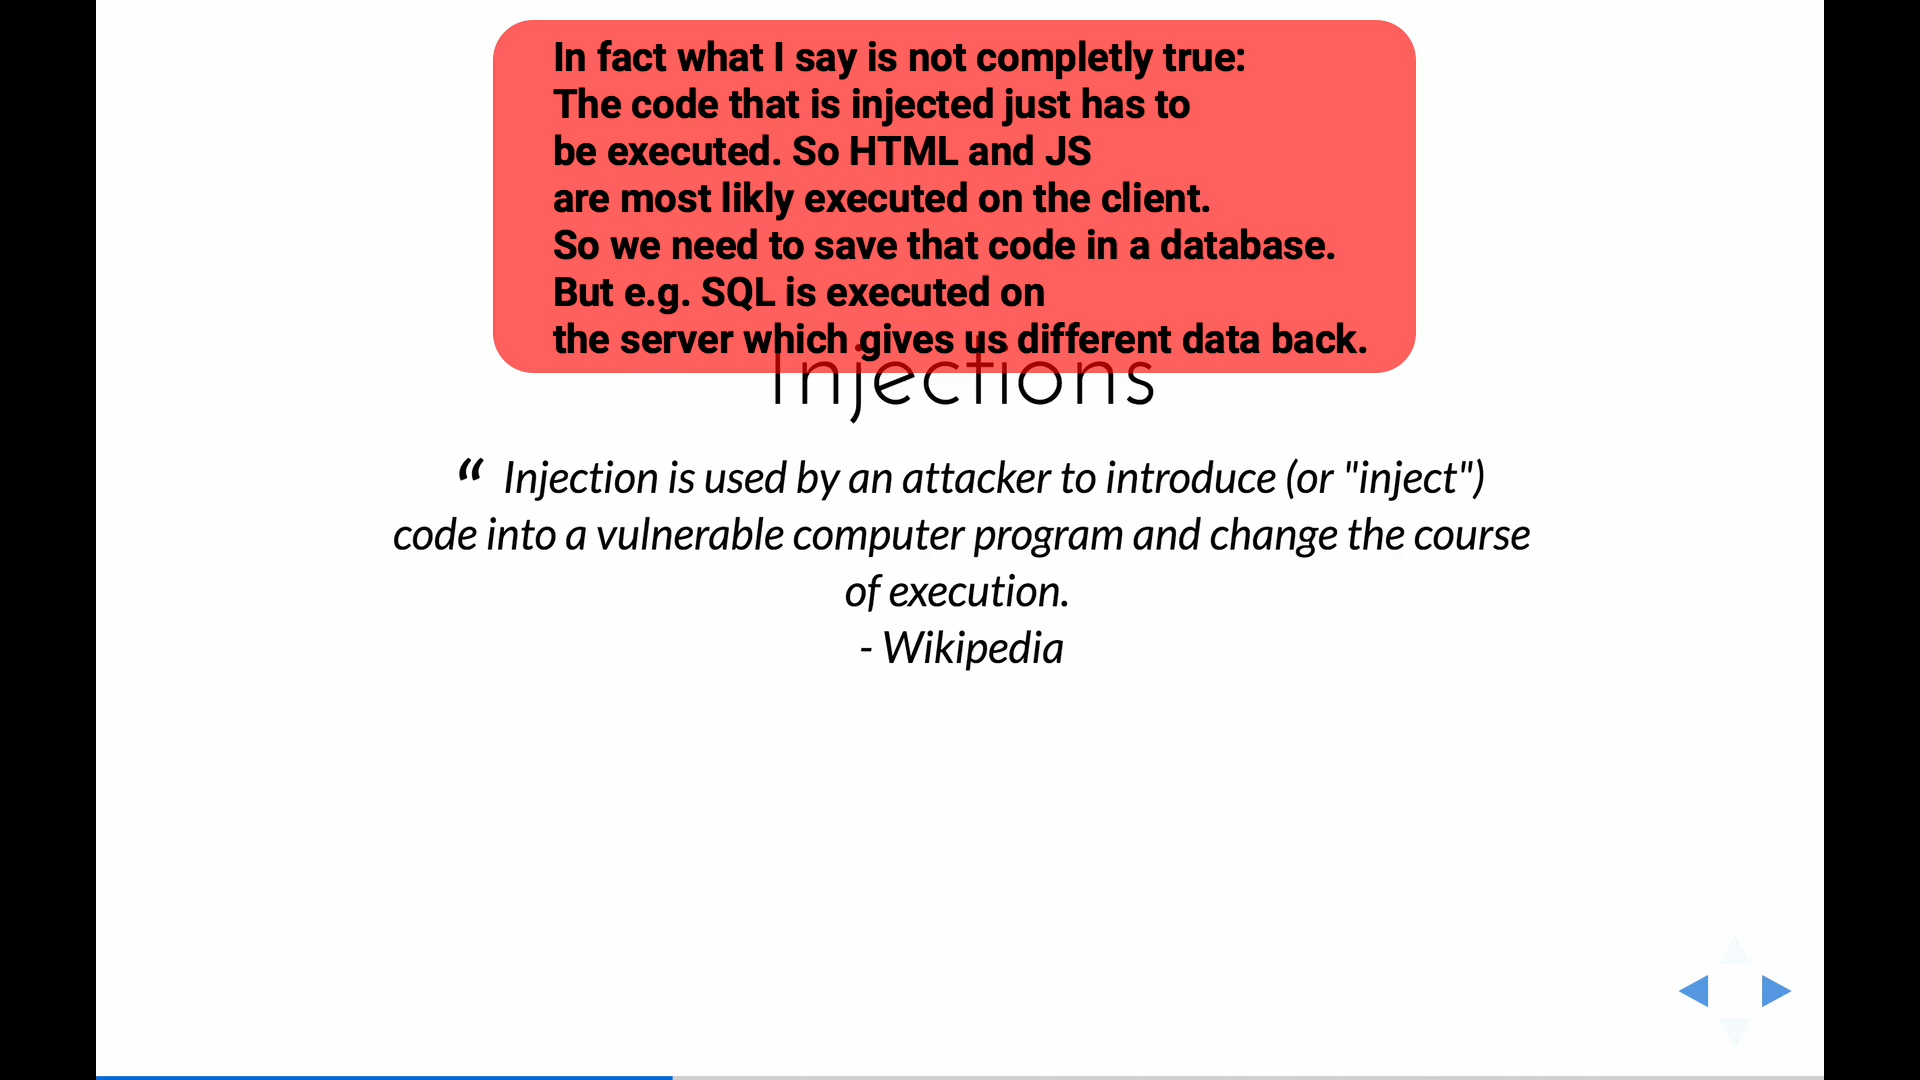 In fact what I say is not completly true:
The code that is injected just has to
be executed. So HTML and JS
are most likly executed on the client.
So we need to save that code in a database.
But e.g. SQL is executed on
the server which gives us different data back.
Injections
“ Injection is used by an attacker to introduce (or "inject")
code into a vulnerable computer program and change the course
of execution.
- Wikipedia